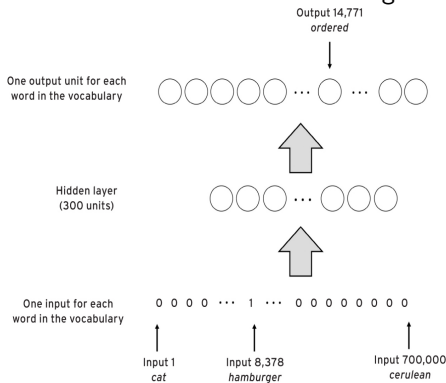 Output 14,771
ordered
One output unit for each
word in the vocabulary
... ...
Hidden layer
(300 units)
...
One input for each
word in the vocabulary
0 0 0 0 ... 1 ... 0 0 0 0 0 0 0 0
Input 1
cat
Input 8,378
hamburger
Input 700,000
cerulean